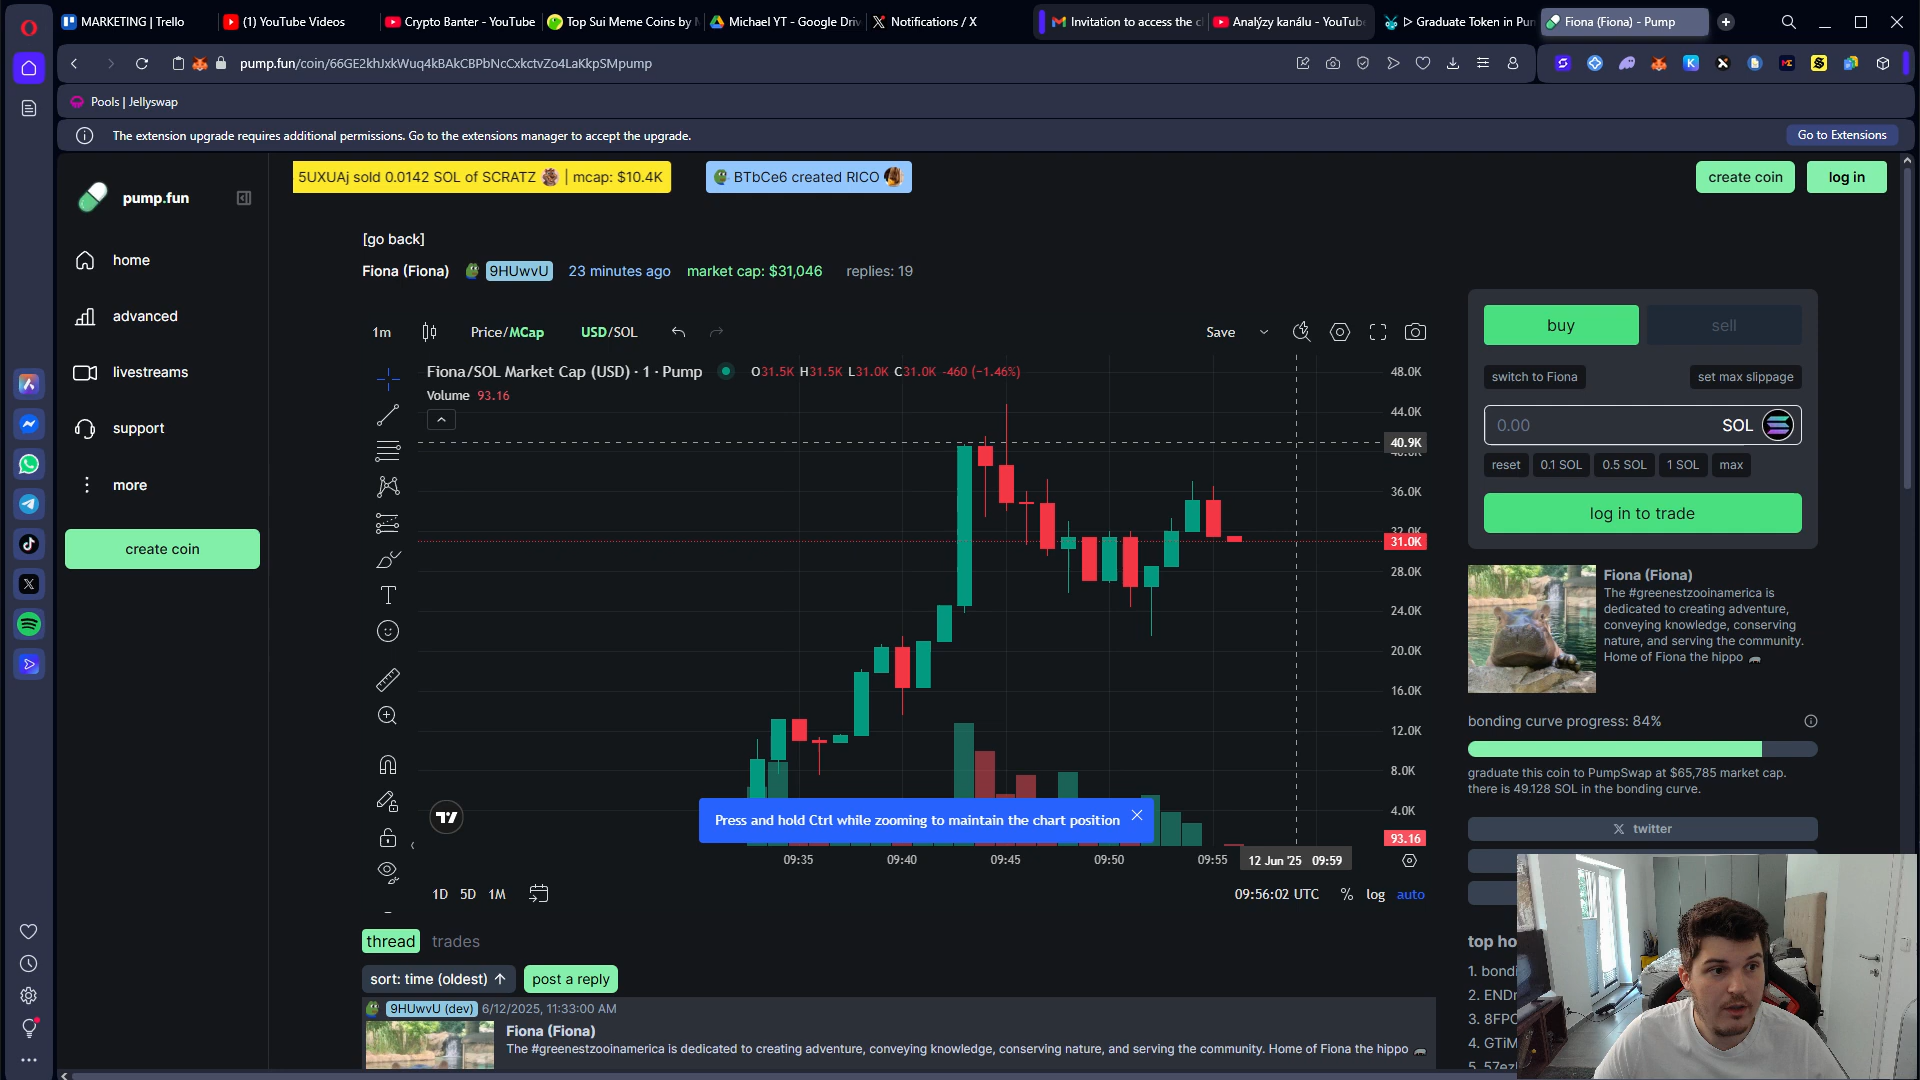 MARKETING | Trello
(1) YouTube Videos
Crypto Banter - YouTube
Top Sui Meme Coins by
Michael YT - Google Driv
Notifications / X
Invitation to access the c
Analýzy kanálu - YouTube
Graduate Token in Pun
Fiona (Fiona) - Pump
pump.fun/coin/66GE2khJxkWuq4kBAkCBPbNcCxkctvZo4LaKkpSMpump
Pools | Jellyswap
The extension upgrade requires additional permissions. Go to the extensions manager to accept the upgrade.
Go to Extensions
pump.fun
5UXUAj sold 0.0142 SOL of SCRATZ | mcap: $10.4K
BTbCe6 created RICO
create coin
log in
home
advanced
livestreams
support
more
create coin
[go back]
Fiona (Fiona) 9HUwvU 23 minutes ago market cap: $31,046 replies: 19
1m Price/MCap USD/SOL Save
Fiona/SOL Market Cap (USD) · 1 · Pump O31.5K H31.5K L31.0K C31.0K -460 (−1.46%)
Volume 93.16
48.0K
44.0K
40.9K
36.0K
32.0K
31.0K
28.0K
24.0K
20.0K
16.0K
12.0K
8.0K
4.0K
93.16
Press and hold Ctrl while zooming to maintain the chart position
09:35 09:40 09:45 09:50 09:55 12 Jun '25 09:59
1D 5D 1M 09:56:02 UTC % log auto
buy
sell
switch to Fiona
set max slippage
0.00 SOL
reset 0.1 SOL 0.5 SOL 1 SOL max
log in to trade
Fiona (Fiona)
The #greenestzooinamerica is
dedicated to creating adventure,
conveying knowledge, conserving
nature, and serving the community.
Home of Fiona the hippo
bonding curve progress: 84%
graduate this coin to PumpSwap at $65,785 market cap.
there is 49.128 SOL in the bonding curve.
twitter
top ho
1. bondi
2. ENDr
3. 8FPC
4. GTiM
thread trades
sort: time (oldest) ↑ post a reply
9HUwvU (dev) 6/12/2025, 11:33:00 AM
Fiona (Fiona)
The #greenestzooinamerica is dedicated to creating adventure, conveying knowledge, conserving nature, and serving the community. Home of Fiona the hippo